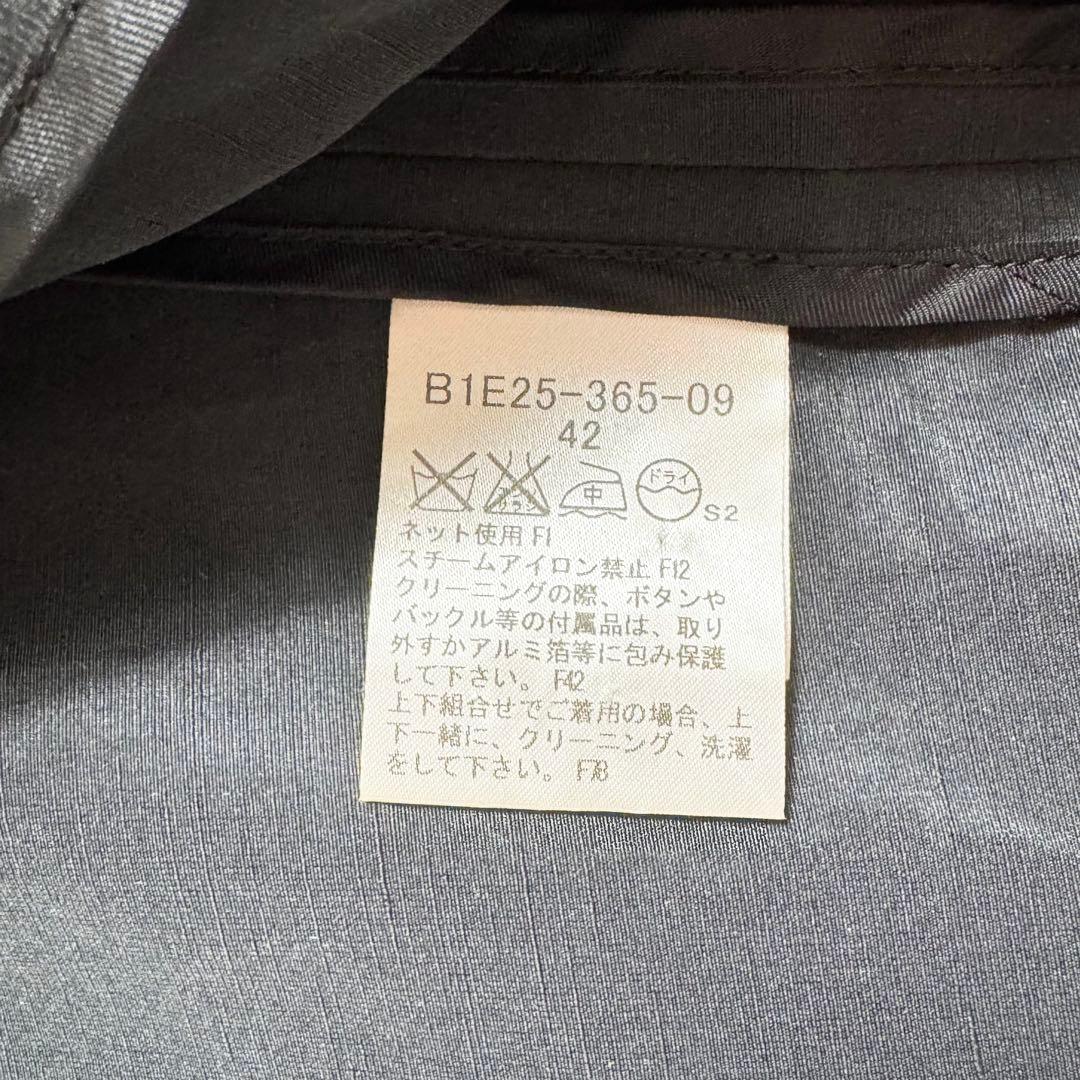 B1E25-365-09
42
中 ドライ
S2
ネット使用 F1
スチームアイロン禁止 F12
クリーニングの際、ボタンや
バックル等の付属品は、取り
外すかアルミ箔等に包み保護
して下さい。 F42
上下組合せでご着用の場合、上
下一緒に、クリーニング、洗濯
をして下さい。 F78